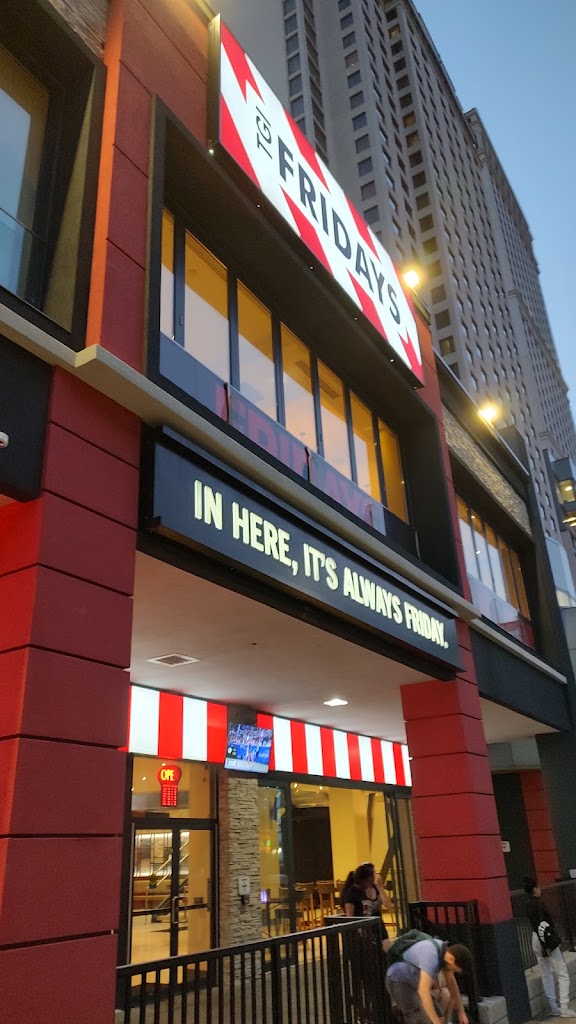 TGI
FRIDAYS
IN HERE, IT'S ALWAYS FRIDAY.®
OPE